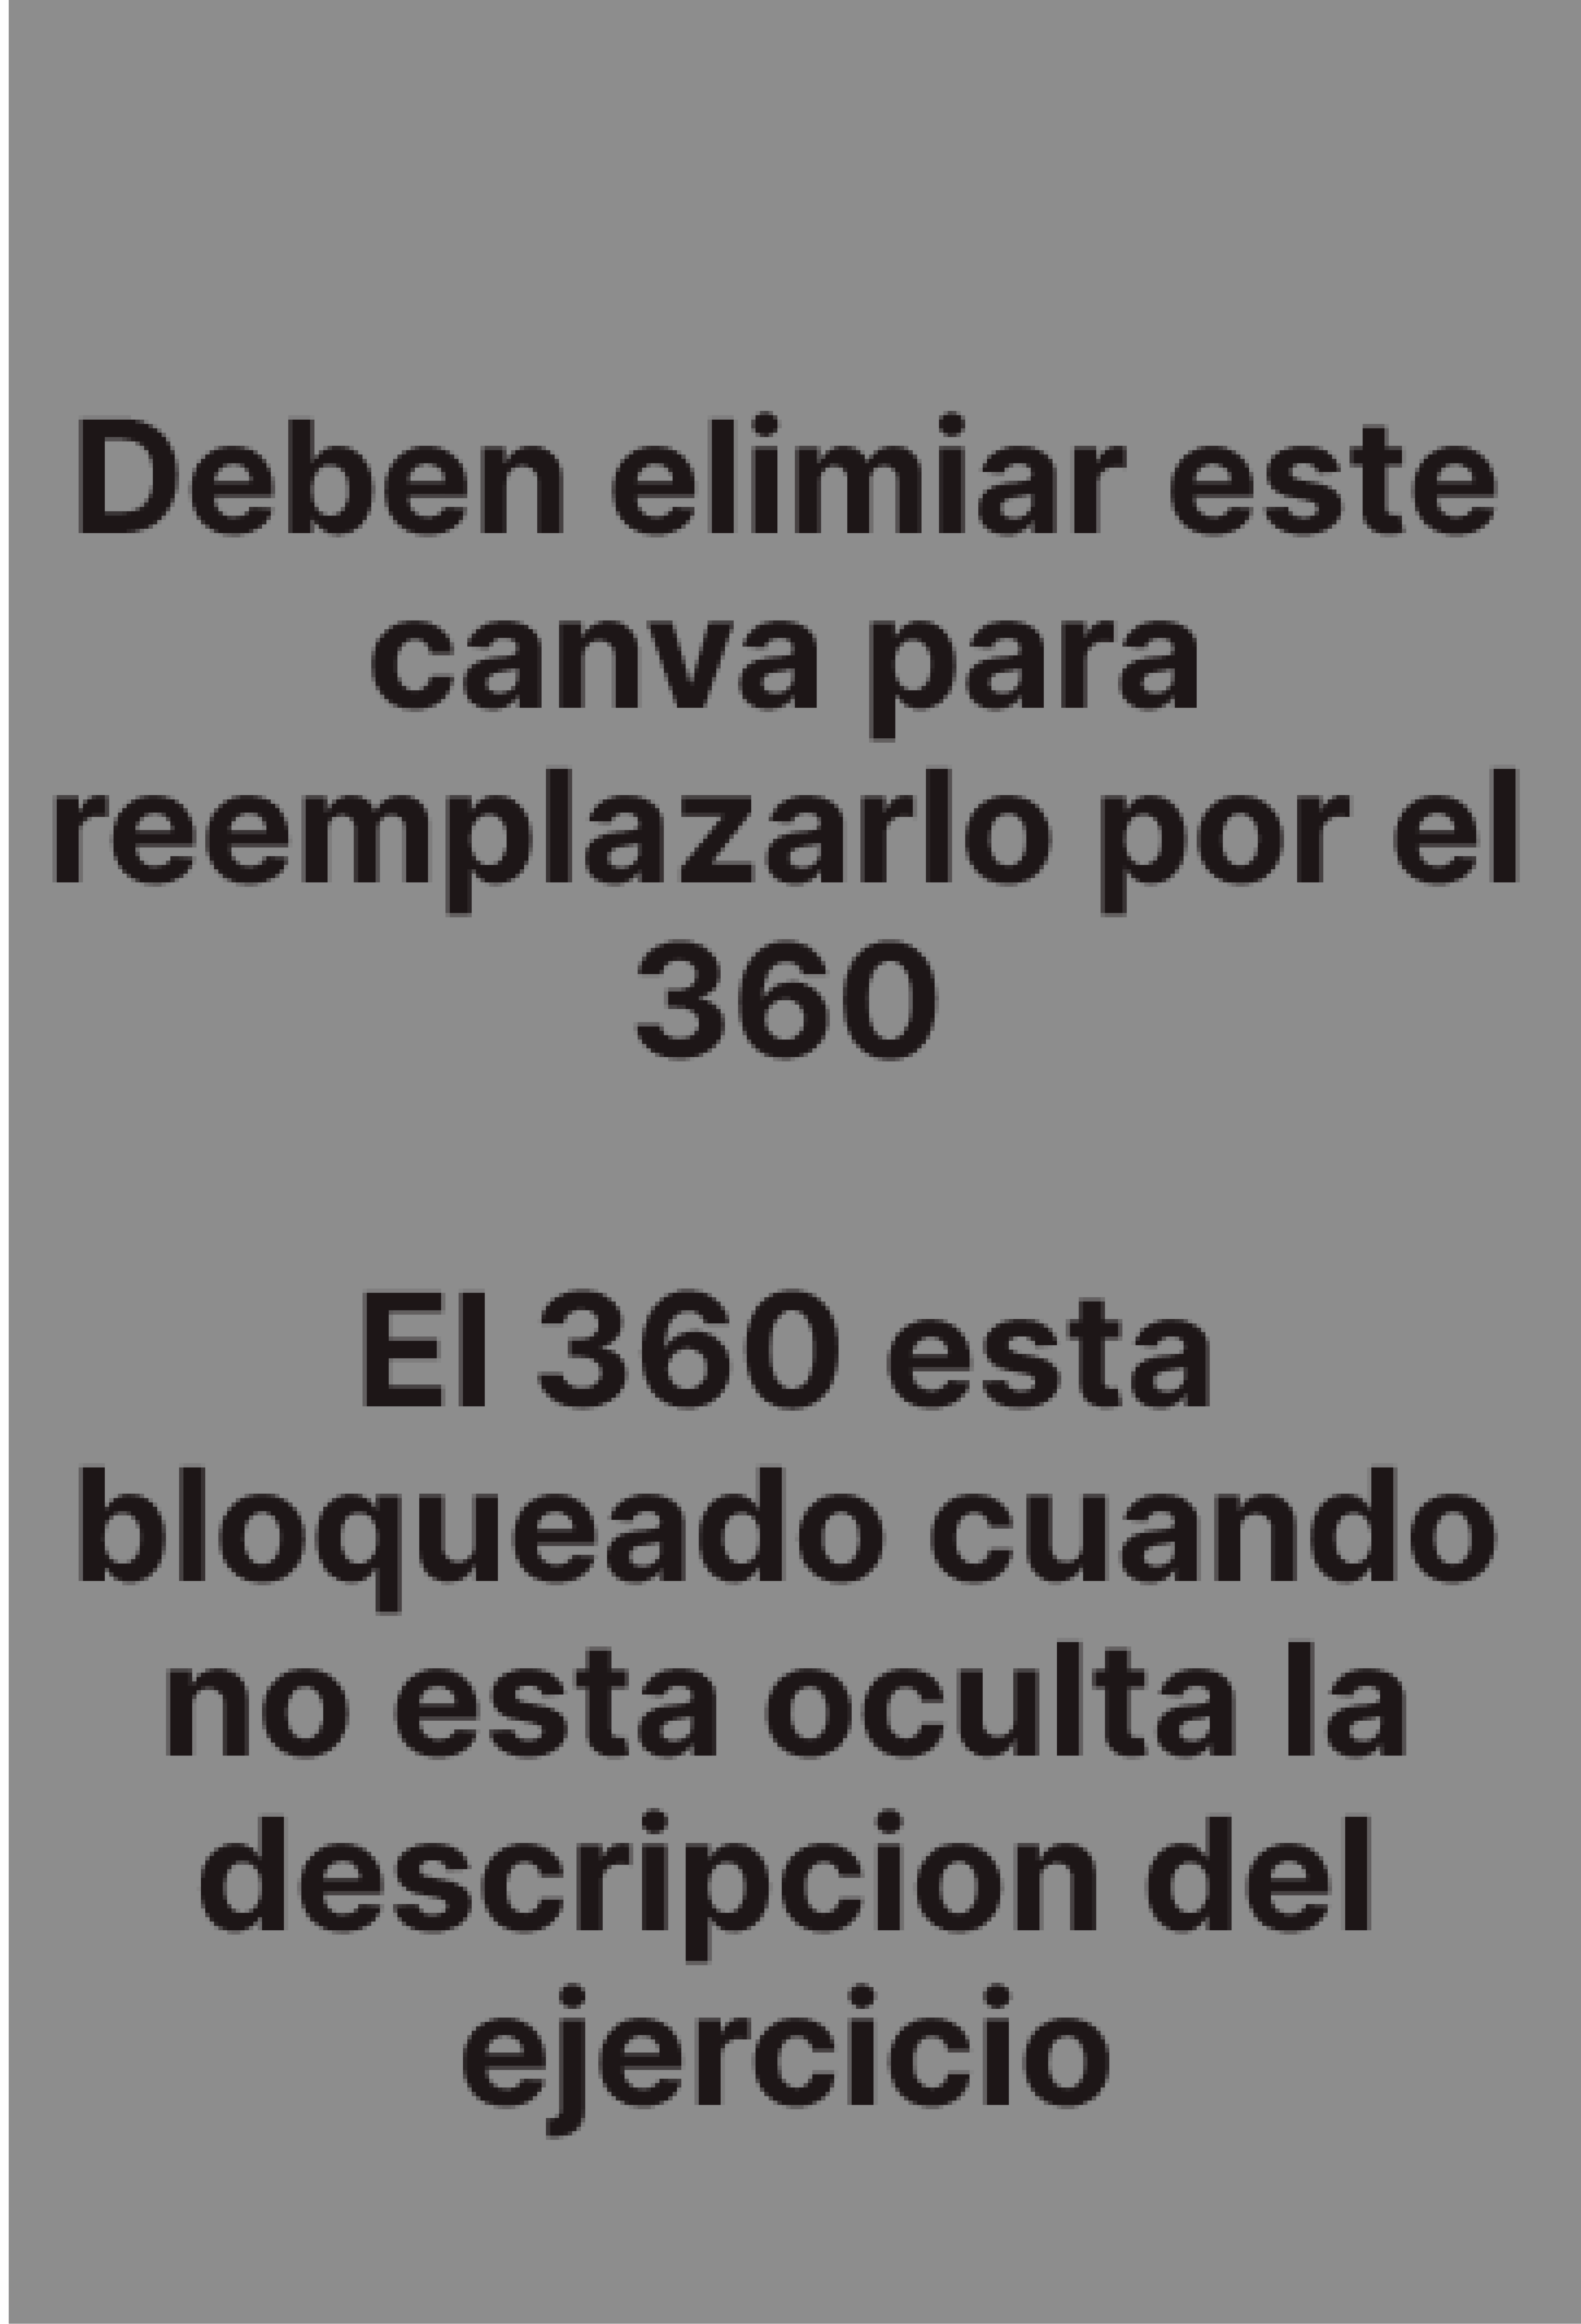 Deben elimiar este
canva para
reemplazarlo por el
360
El 360 esta
bloqueado cuando
no esta oculta la
descripcion del
ejercicio